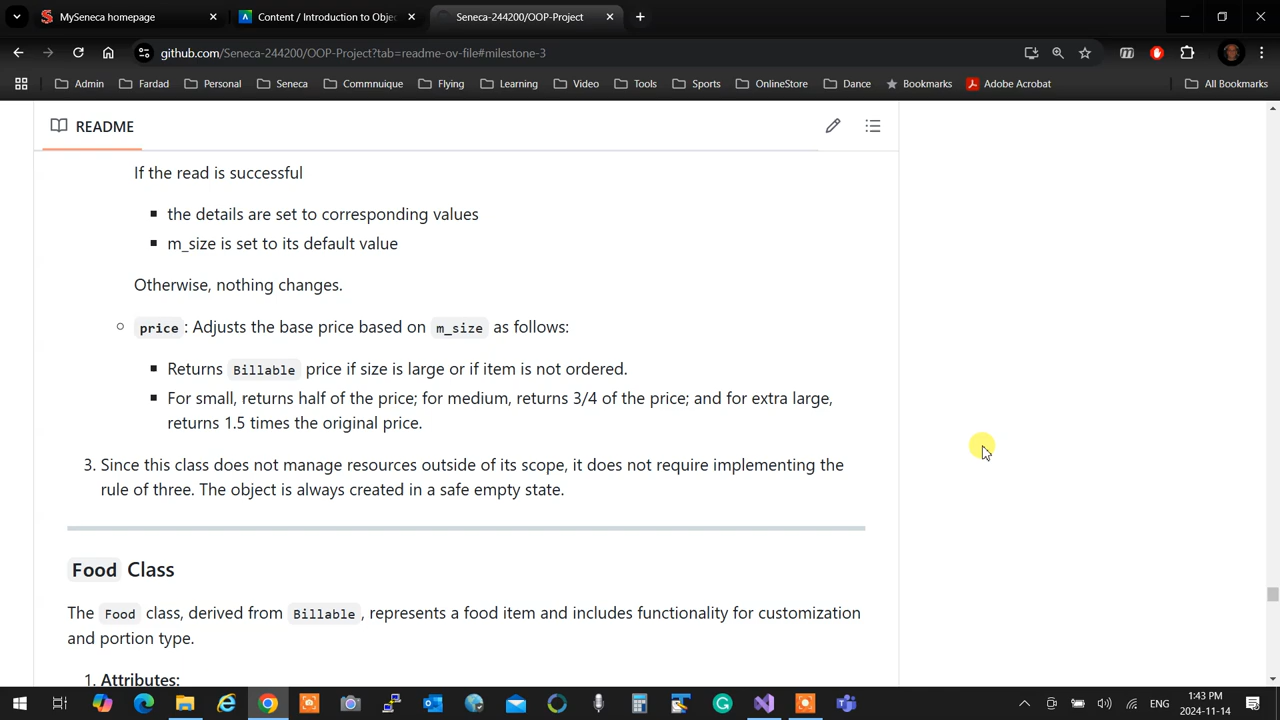 MySeneca homepage
Content / Introduction to Obje
Seneca-244200/OOP-Project
github.com/Seneca-244200/OOP-Project?tab=readme-ov-file#milestone-3
Admin
Fardad
Personal
Seneca
Commnuique
Flying
Learning
Video
Tools
Sports
OnlineStore
Dance
Bookmarks
Adobe Acrobat
All Bookmarks
README
If the read is successful
the details are set to corresponding values
m_size is set to its default value
Otherwise, nothing changes.
price : Adjusts the base price based on m_size as follows:
Returns Billable price if size is large or if item is not ordered.
For small, returns half of the price; for medium, returns 3/4 of the price; and for extra large,
returns 1.5 times the original price.
3. Since this class does not manage resources outside of its scope, it does not require implementing the
rule of three. The object is always created in a safe empty state.
Food Class
The Food class, derived from Billable, represents a food item and includes functionality for customization
and portion type.
1. Attributes:
ENG
1:43 PM
2024-11-14